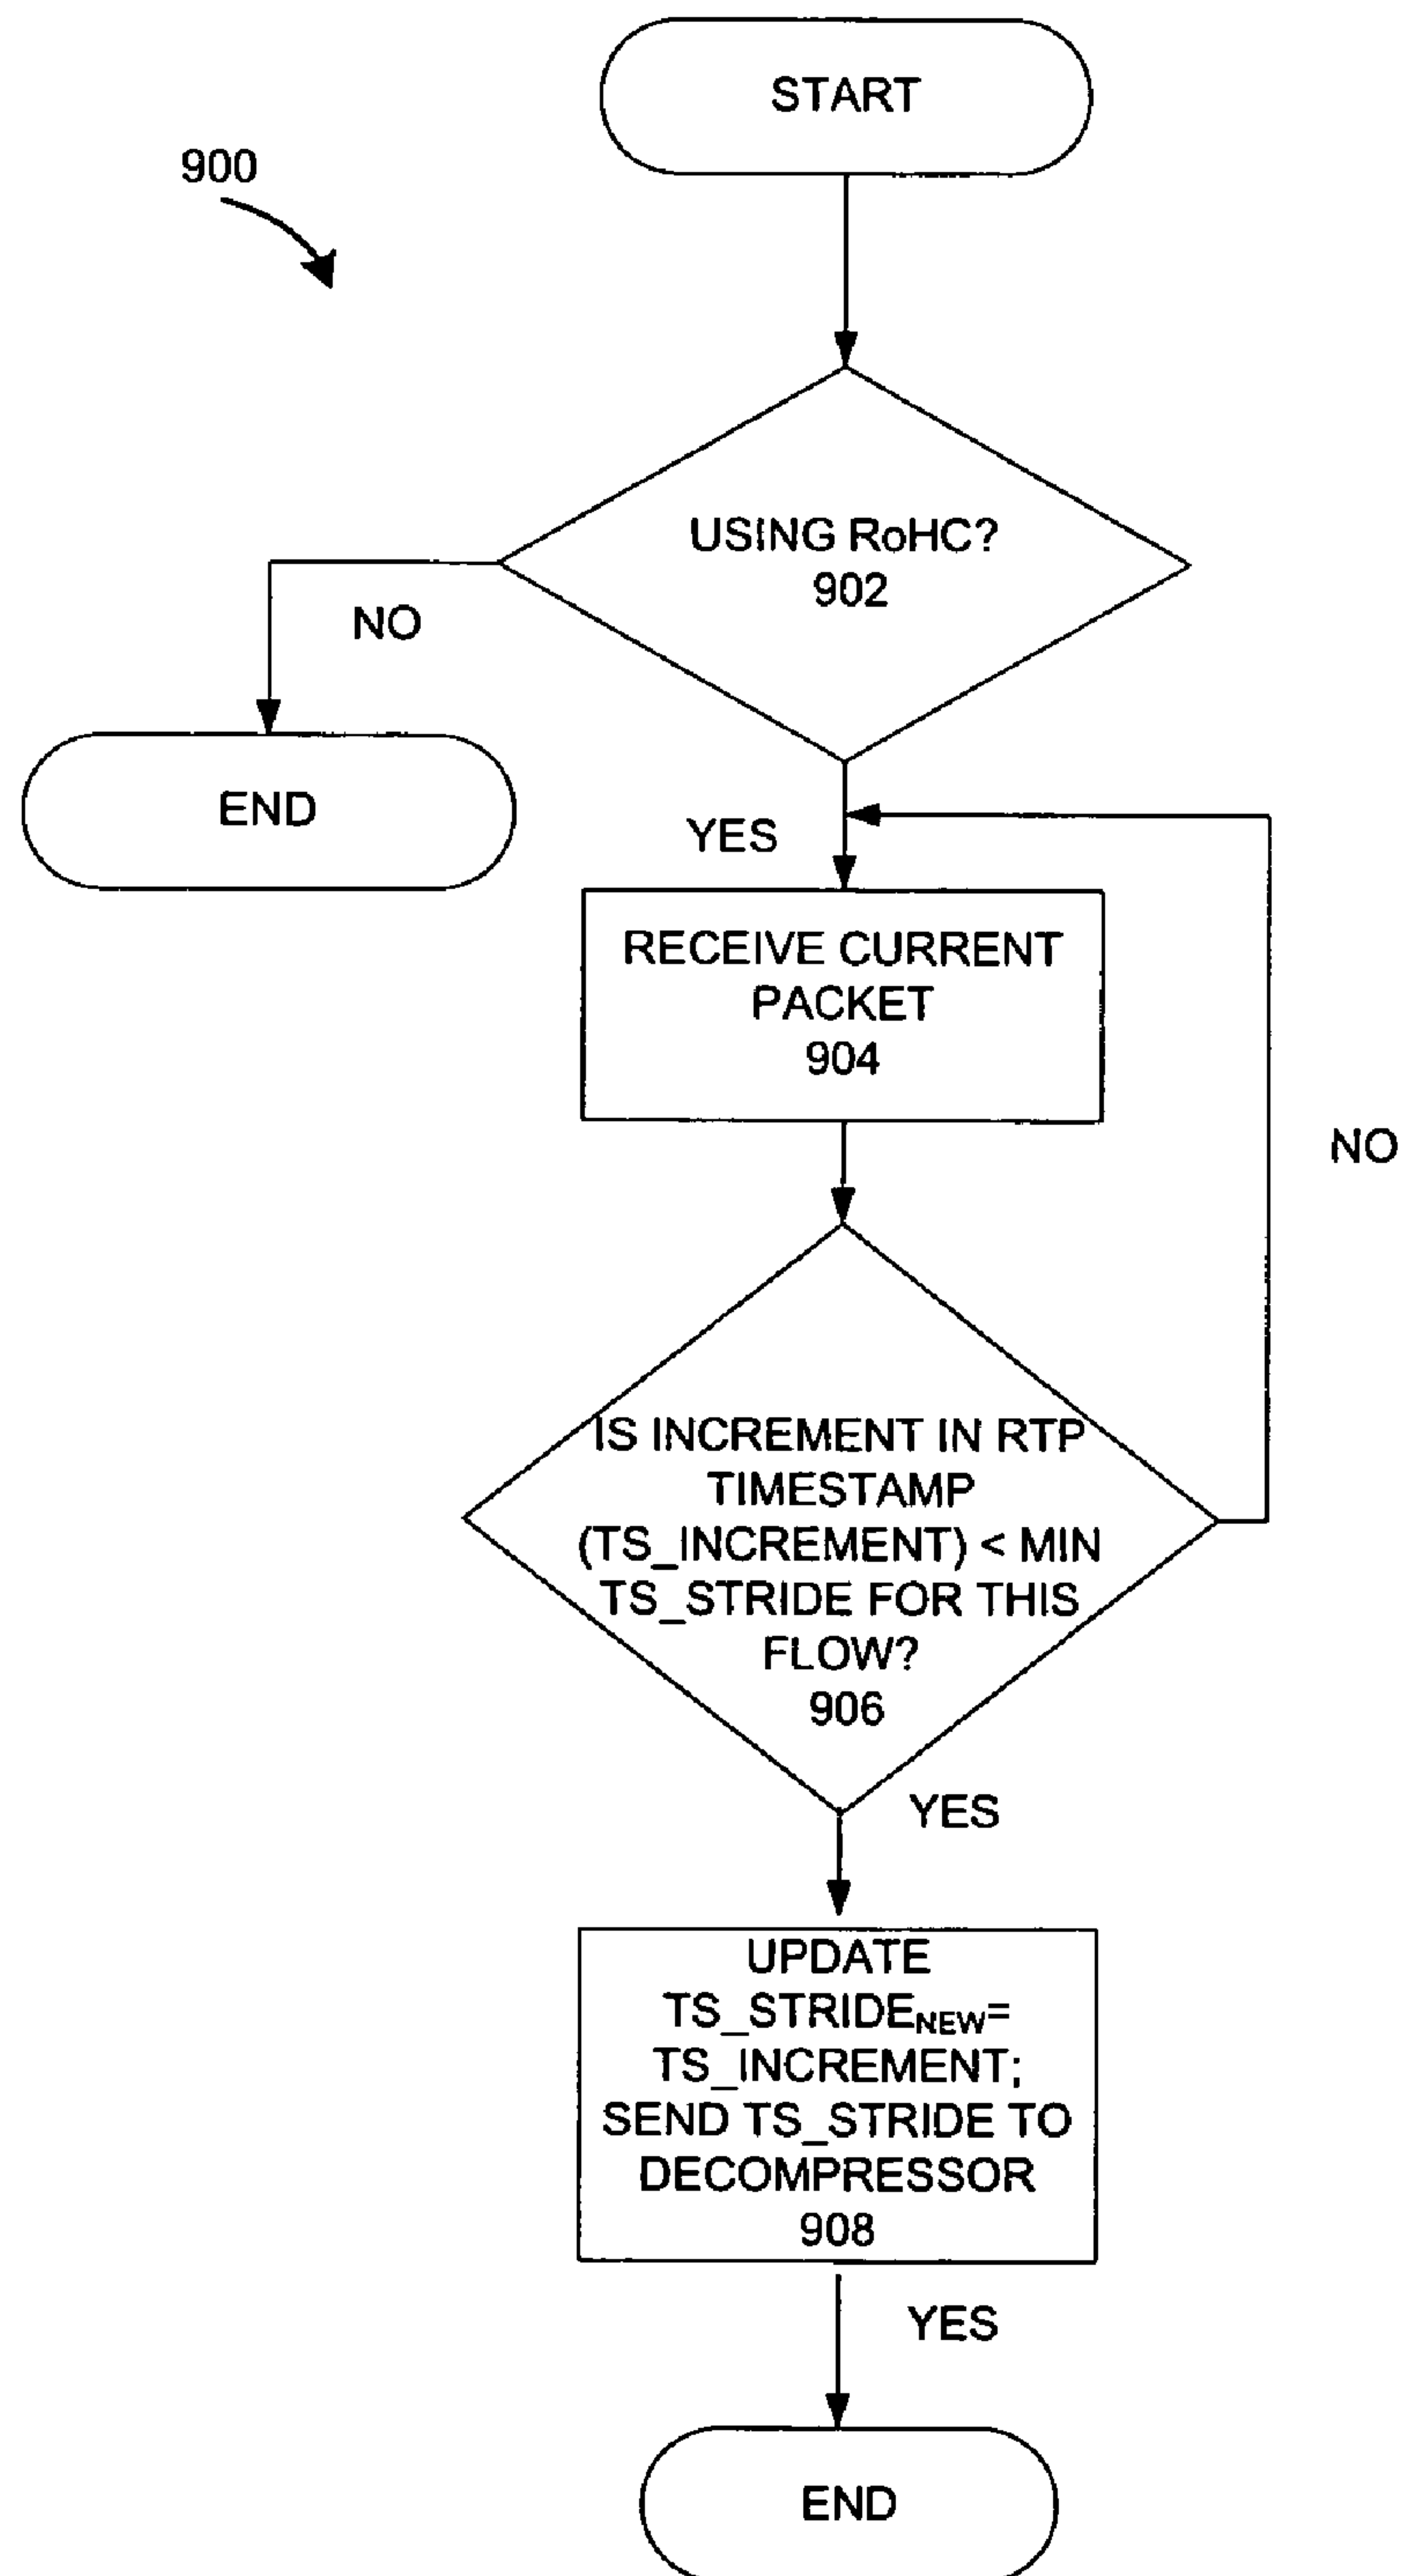 START
900
USING RoHC?
902
NO
END
YES
RECEIVE CURRENT
PACKET
904
NO
IS INCREMENT IN RTP
TIMESTAMP
(TS_INCREMENT) < MIN
TS_STRIDE FOR THIS
FLOW?
906
YES
UPDATE
TS_STRIDENEW=
TS_INCREMENT;
SEND TS_STRIDE TO
DECOMPRESSOR
908
YES
END